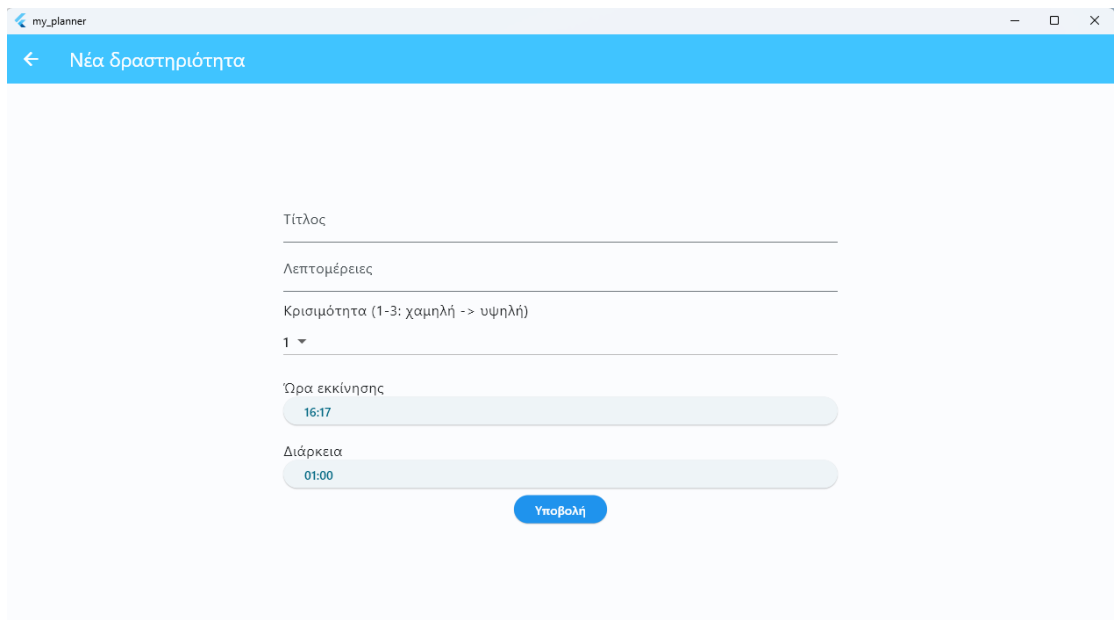 my_planner
Νέα δραστηριότητα
Τίτλος
Λεπτομέρειες
Κρισιμότητα (1-3: χαμηλή -> υψηλή)
1
Ώρα εκκίνησης
16:17
Διάρκεια
01:00
Υποβολή